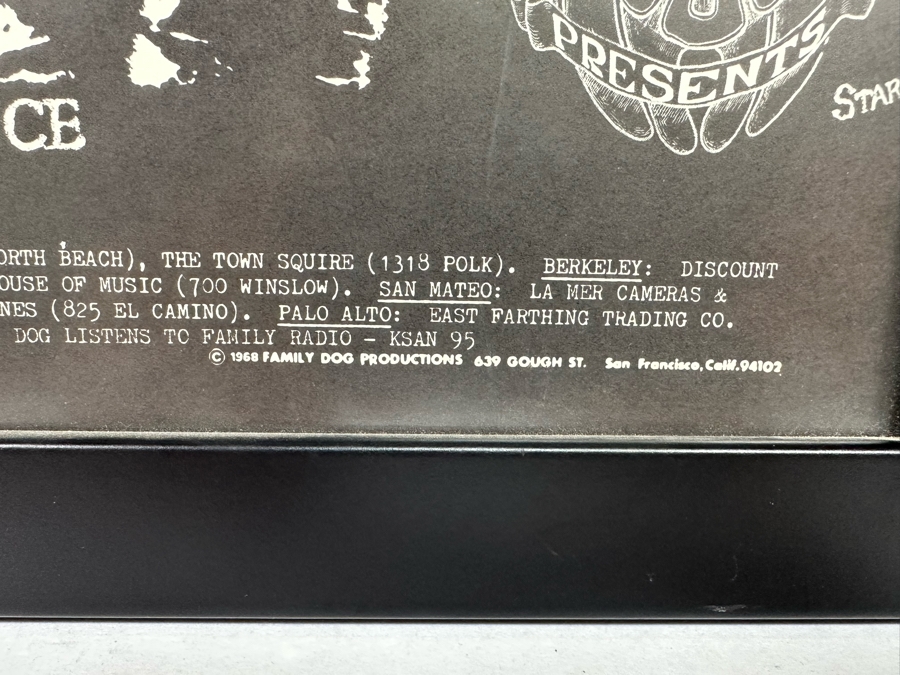 PRESENTS
STAR
CE
ORTH BEACH), THE TOWN SQUIRE (1318 POLK). BERKELEY: DISCOUNT
OUSE OF MUSIC (700 WINSLOW). SAN MATEO: LA MER CAMERAS &
NES (825 EL CAMINO). PALO ALTO: EAST FARTHING TRADING CO.
DOG LISTENS TO FAMILY RADIO - KSAN 95
© 1968 FAMILY DOG PRODUCTIONS 639 GOUGH ST. San Francisco, Calif. 94102